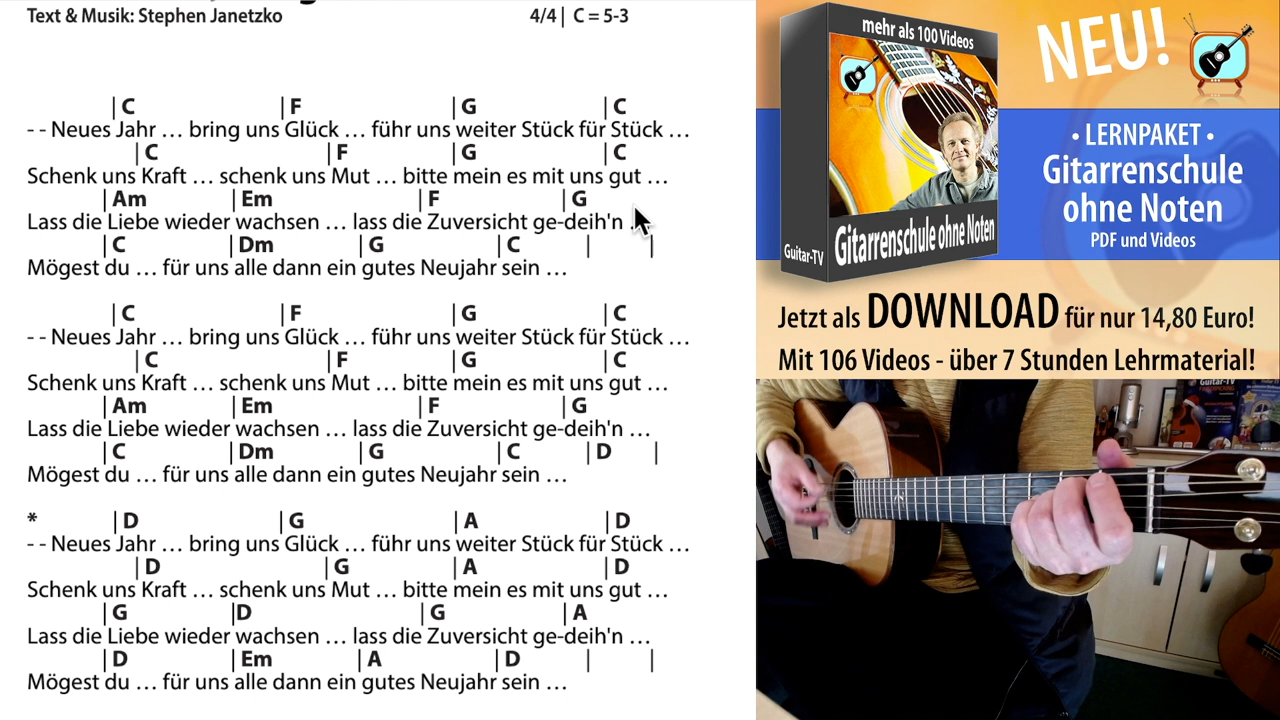 Text & Musik: Stephen Janetzko 4/4 | C = 5-3
| C | F | G | C
- - Neues Jahr … bring uns Glück … führ uns weiter Stück für Stück …
| C | F | G | C
Schenk uns Kraft … schenk uns Mut … bitte mein es mit uns gut …
| Am | Em | F | G
Lass die Liebe wieder wachsen … lass die Zuversicht ge-deih'n …
| C | Dm | G | C | |
Mögest du … für uns alle dann ein gutes Neujahr sein …
| C | F | G | C
- - Neues Jahr … bring uns Glück … führ uns weiter Stück für Stück …
| C | F | G | C
Schenk uns Kraft … schenk uns Mut … bitte mein es mit uns gut …
| Am | Em | F | G
Lass die Liebe wieder wachsen … lass die Zuversicht ge-deih'n …
| C | Dm | G | C | D |
Mögest du … für uns alle dann ein gutes Neujahr sein …
* | D | G | A | D
- - Neues Jahr … bring uns Glück … führ uns weiter Stück für Stück …
| D | G | A | D
Schenk uns Kraft … schenk uns Mut … bitte mein es mit uns gut …
| G |D | G | A
Lass die Liebe wieder wachsen … lass die Zuversicht ge-deih'n …
| D | Em | A | D | |
Mögest du … für uns alle dann ein gutes Neujahr sein …
mehr als 100 Videos
Guitar-TV
Gitarrenschule ohne Noten
NEU!
• LERNPAKET •
Gitarrenschule
ohne Noten
PDF und Videos
Jetzt als DOWNLOAD für nur 14,80 Euro!
Mit 106 Videos - über 7 Stunden Lehrmaterial!
Guitar-TV